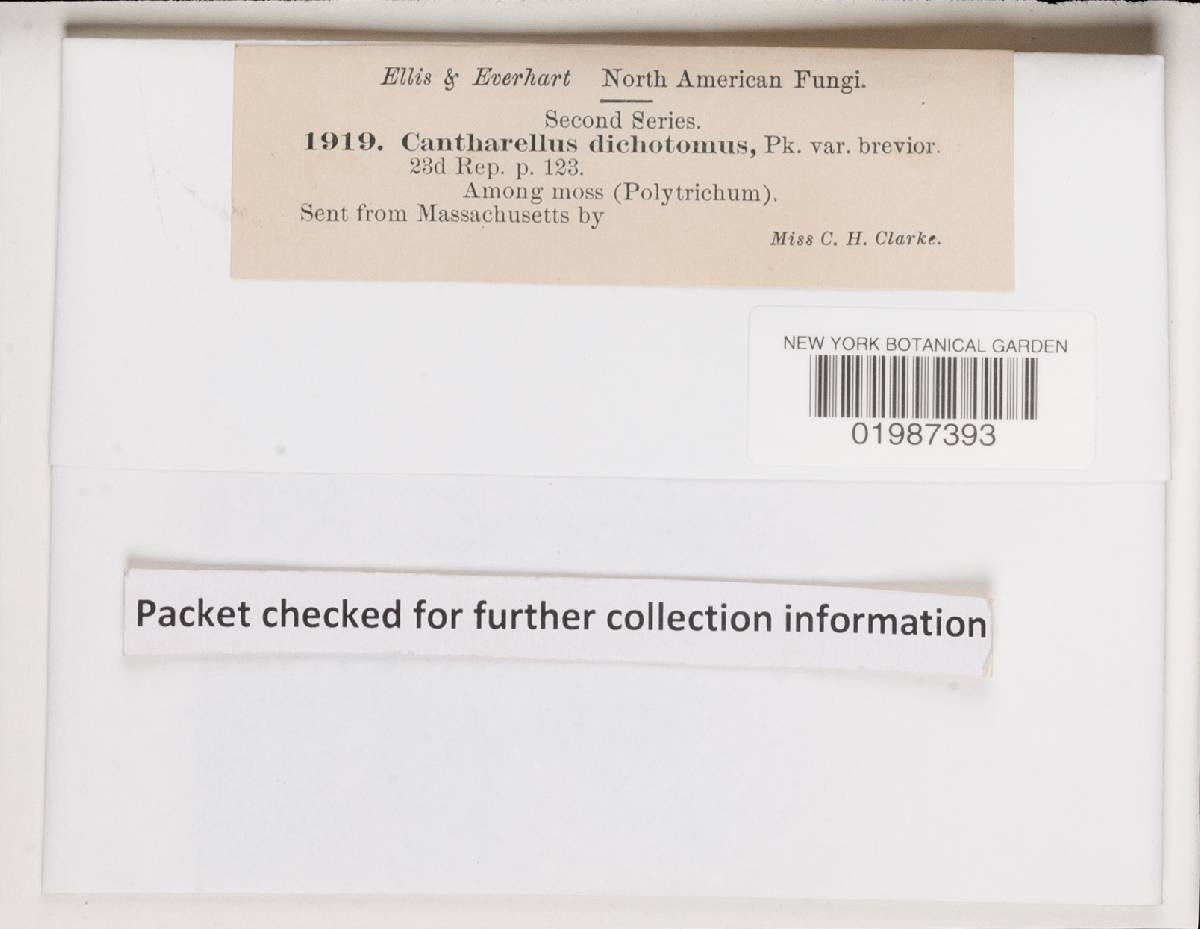 Ellis & Everhart North American Fungi.
Second Series.
1919. Cantharellus dichotomus, Pk. var. brevior.
23d Rep. p. 123.
Among moss (Polytrichum).
Sent from Massachusetts by
Miss C. H. Clarke.
NEW YORK BOTANICAL GARDEN
01987393
Packet checked for further collection information